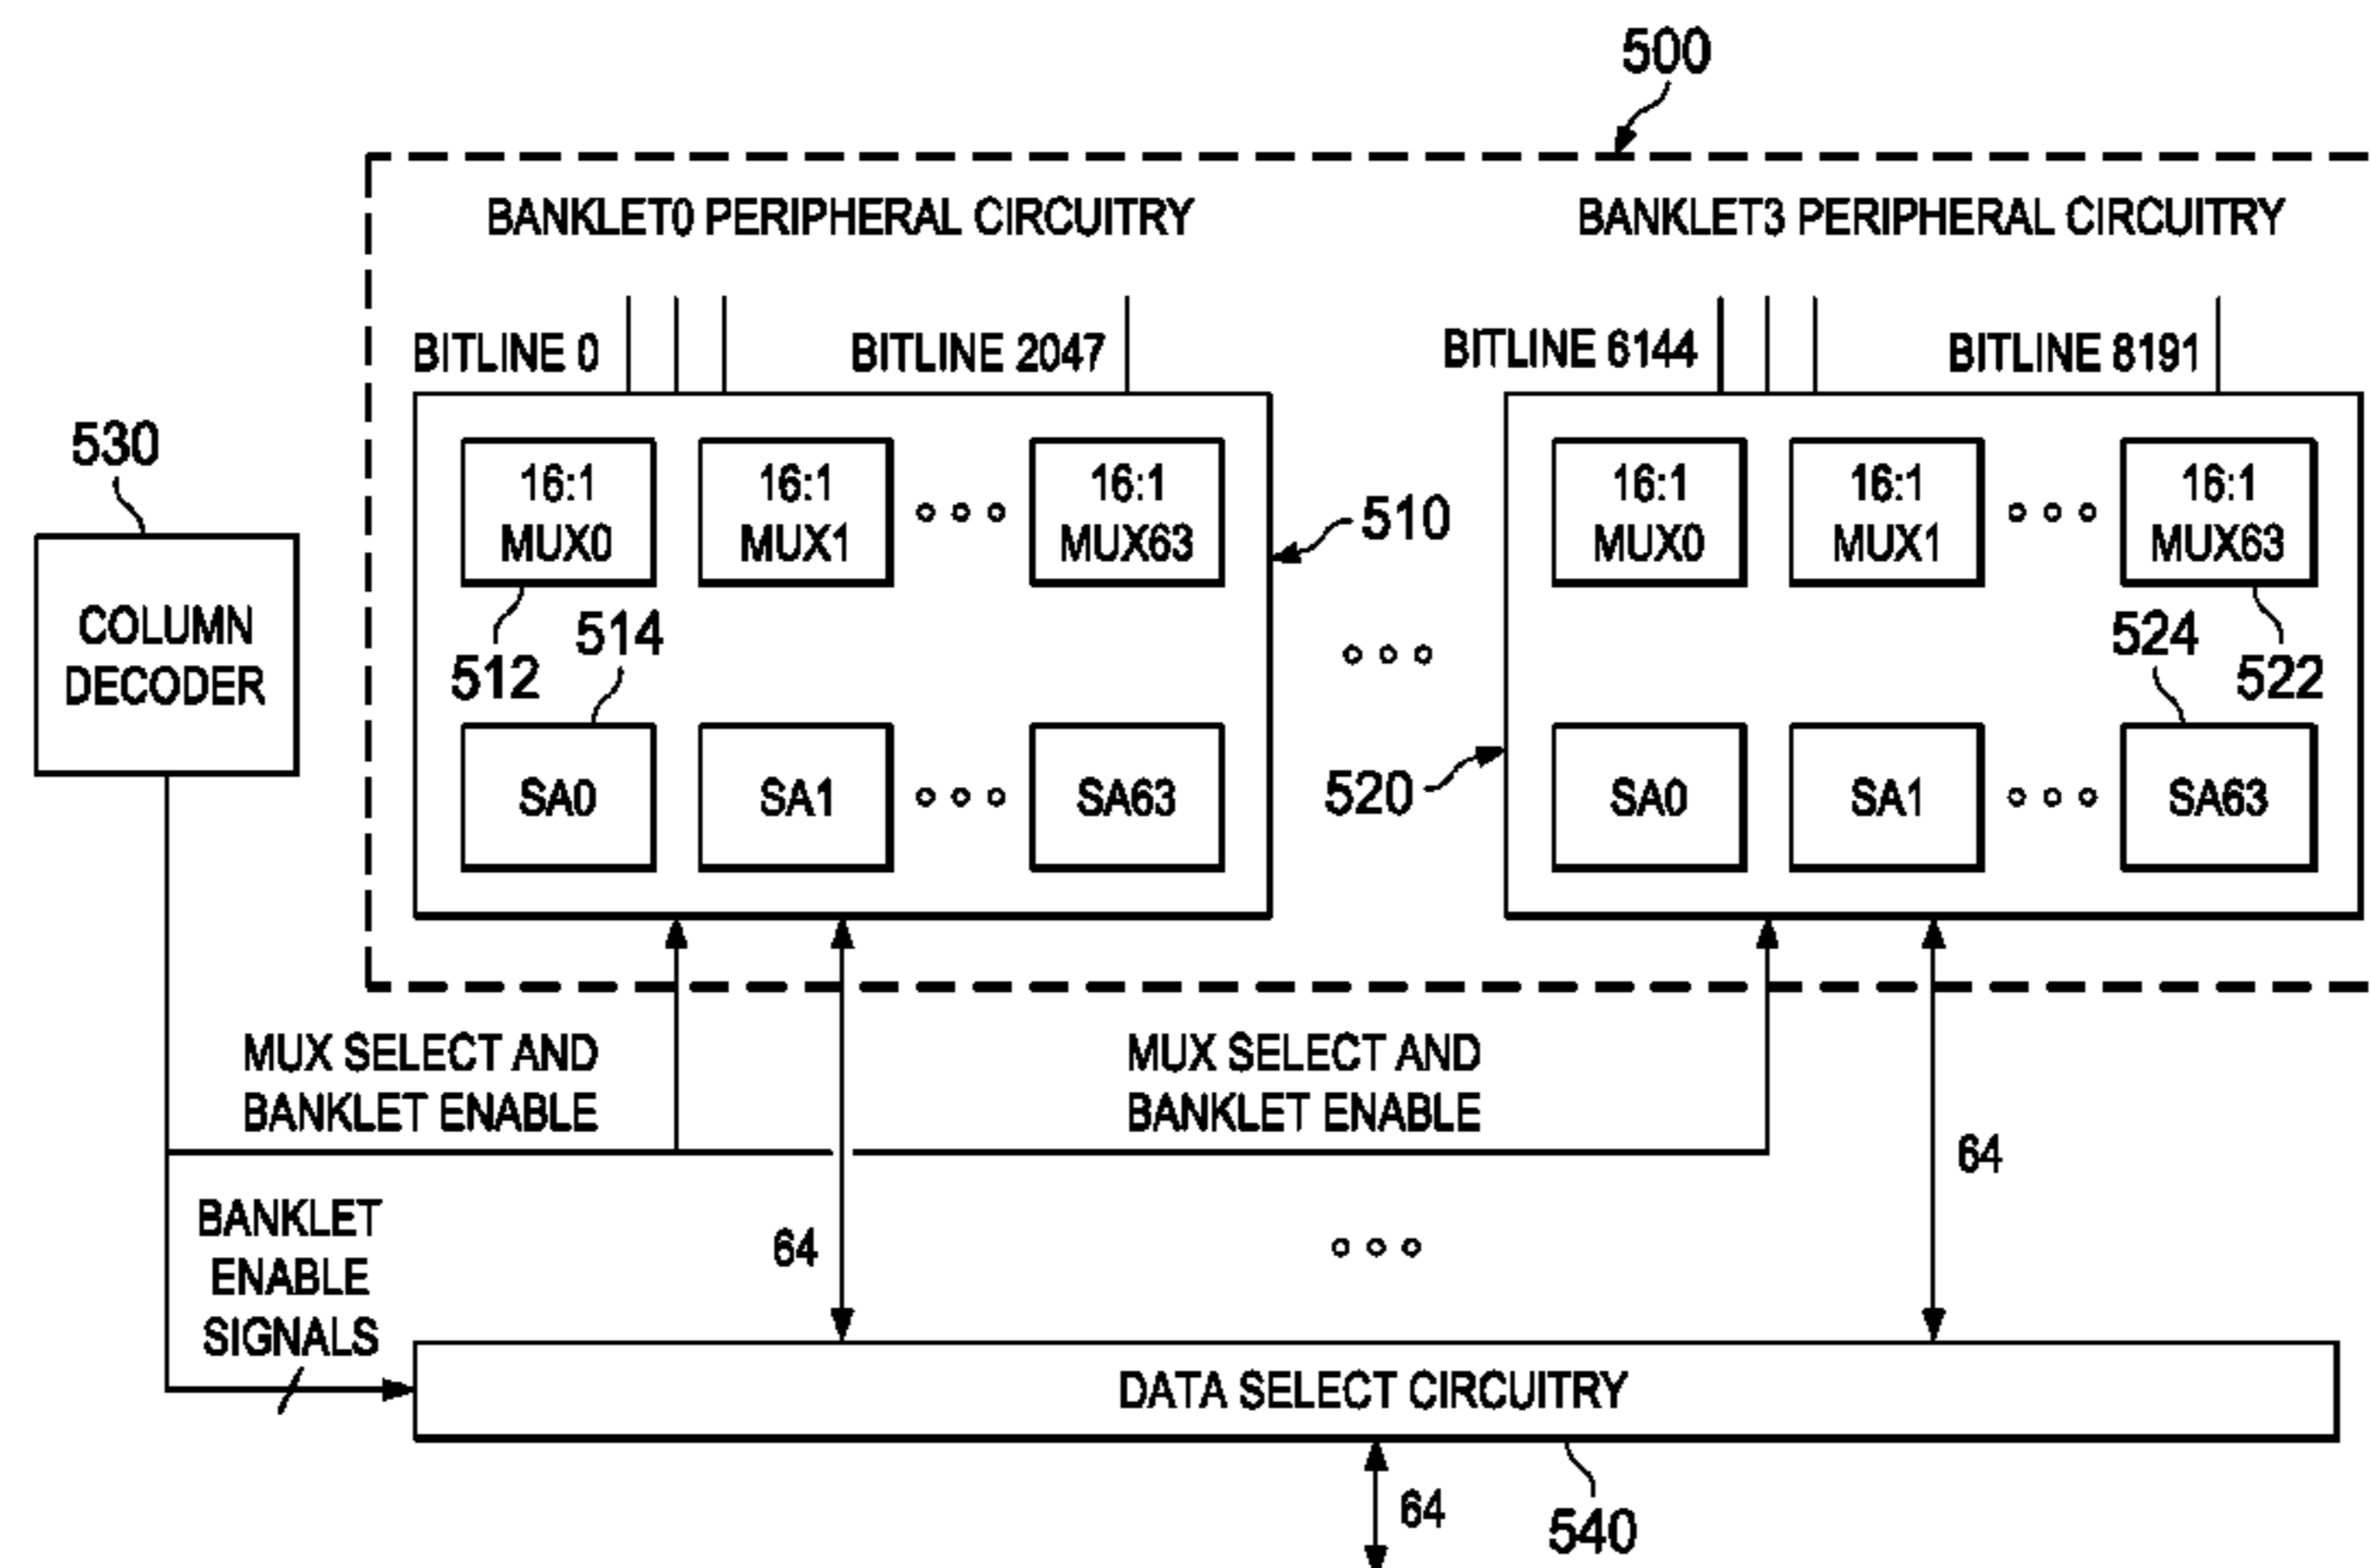 500
BANKLET0 PERIPHERAL CIRCUITRY
BANKLET3 PERIPHERAL CIRCUITRY
BITLINE 0
BITLINE 2047
BITLINE 6144
BITLINE 8191
530
COLUMN
DECODER
16:1
MUX0
16:1
MUX1
16:1
MUX63
510
512
514
SA0
SA1
SA63
16:1
MUX0
16:1
MUX1
16:1
MUX63
524
522
520
SA0
SA1
SA63
MUX SELECT AND
BANKLET ENABLE
MUX SELECT AND
BANKLET ENABLE
64
64
BANKLET
ENABLE
SIGNALS
DATA SELECT CIRCUITRY
64
540